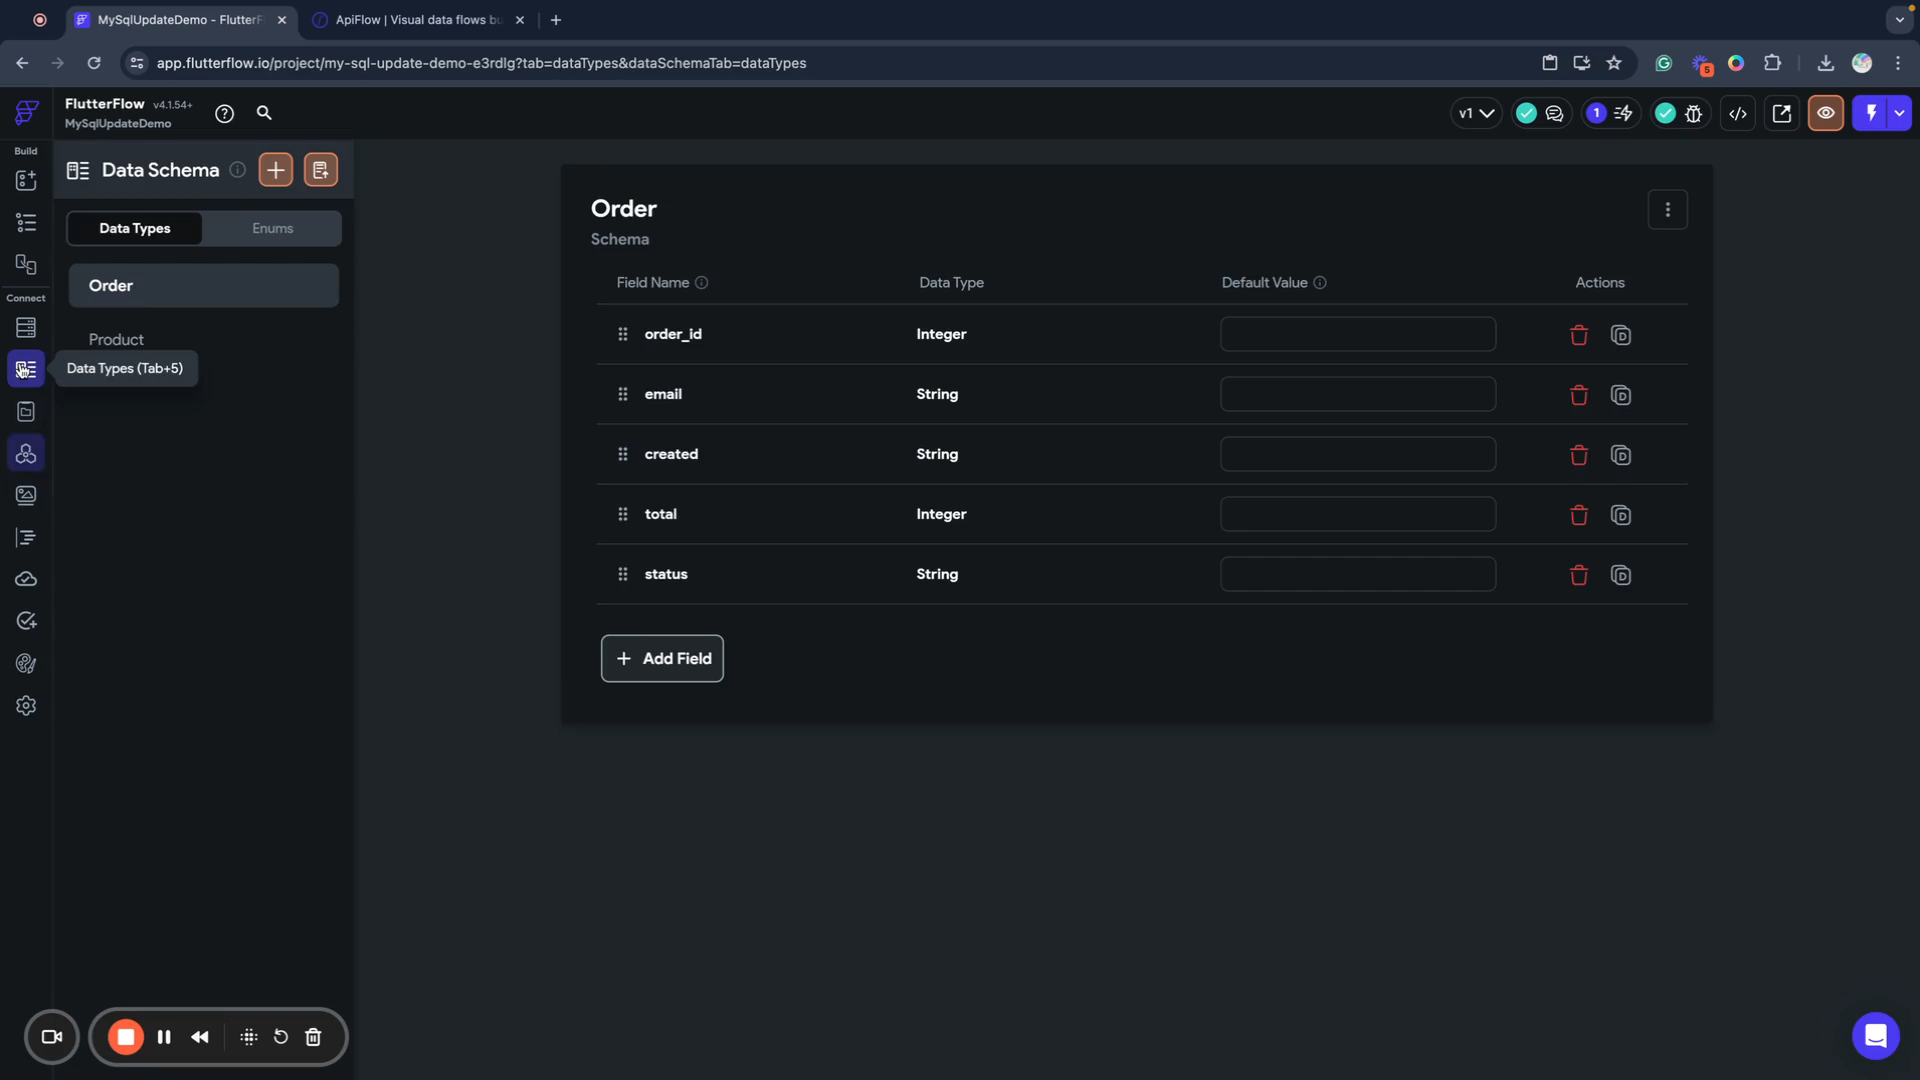 MySqlUpdateDemo - FlutterF
ApiFlow | Visual data flows bu
app.flutterflow.io/project/my-sql-update-demo-e3rdlg?tab=dataTypes&dataSchemaTab=dataTypes
5
FlutterFlow v4.1.54+
MySqlUpdateDemo
v1
1
Build
Connect
Data Schema
Data Types
Enums
Order
Product
Data Types (Tab+5)
Order
Schema
Field Name
Data Type
Default Value
Actions
order_id
Integer
email
String
created
String
total
Integer
status
String
+ Add Field